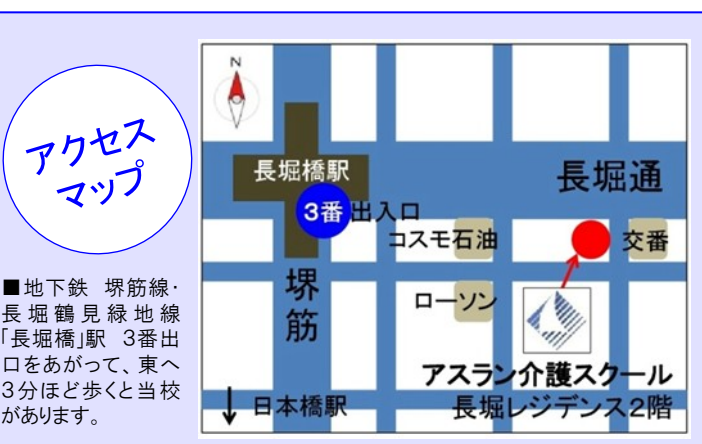 アクセス
マップ
■地下鉄 堺筋線・
長堀鶴見緑地線
「長堀橋」駅 3番出
口をあがって、東へ
3分ほど歩くと当校
があります。
N
長堀橋駅
長堀通
3番出入口
コスモ石油
交番
堺筋
ローソン
アスラン介護スクール
長堀レジデンス2階
日本橋駅